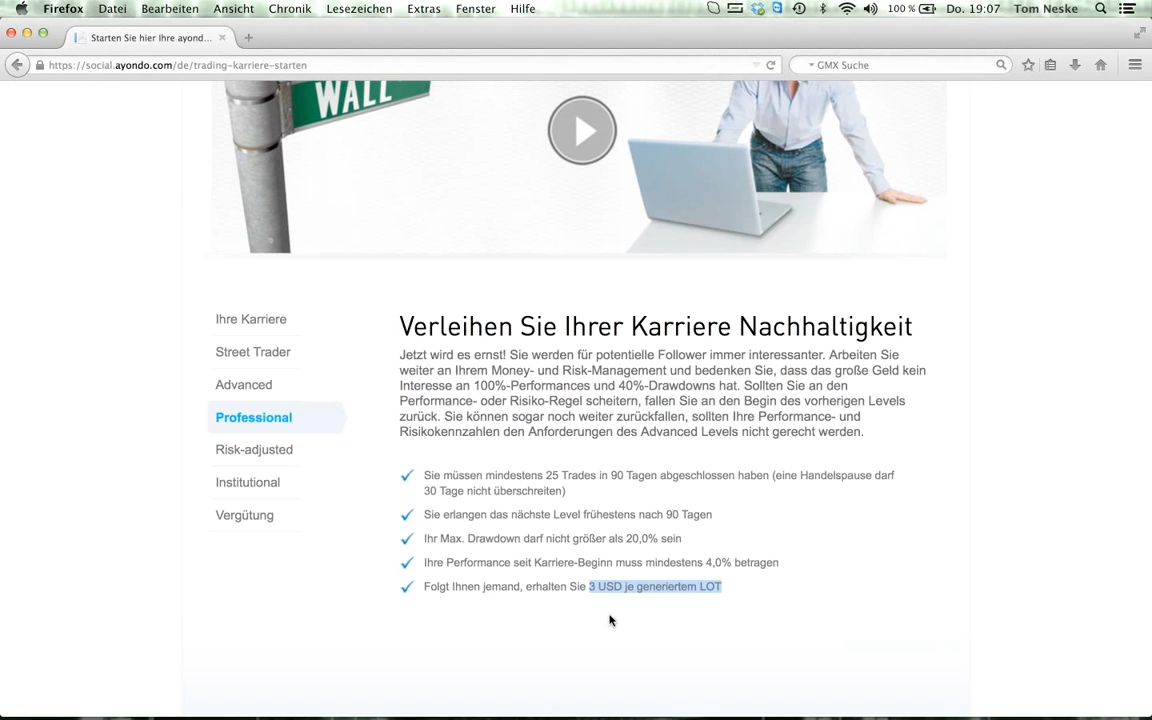 Firefox Datei Bearbeiten Ansicht Chronik Lesezeichen Extras Fenster Hilfe 100 % Do. 19:07 Tom Neske
Starten Sie hier Ihre ayond...
https://social.ayondo.com/de/trading-karriere-starten GMX Suche
WALL
Ihre Karriere
Street Trader
Advanced
Professional
Risk-adjusted
Institutional
Vergütung
Verleihen Sie Ihrer Karriere Nachhaltigkeit
Jetzt wird es ernst! Sie werden für potentielle Follower immer interessanter. Arbeiten Sie
weiter an Ihrem Money- und Risk-Management und bedenken Sie, dass das große Geld kein
Interesse an 100%-Performances und 40%-Drawdowns hat. Sollten Sie an den
Performance- oder Risiko-Regel scheitern, fallen Sie an den Begin des vorherigen Levels
zurück. Sie können sogar noch weiter zurückfallen, sollten Ihre Performance- und
Risikokennzahlen den Anforderungen des Advanced Levels nicht gerecht werden.
Sie müssen mindestens 25 Trades in 90 Tagen abgeschlossen haben (eine Handelspause darf
30 Tage nicht überschreiten)
Sie erlangen das nächste Level frühestens nach 90 Tagen
Ihr Max. Drawdown darf nicht größer als 20,0% sein
Ihre Performance seit Karriere-Beginn muss mindestens 4,0% betragen
Folgt Ihnen jemand, erhalten Sie 3 USD je generiertem LOT